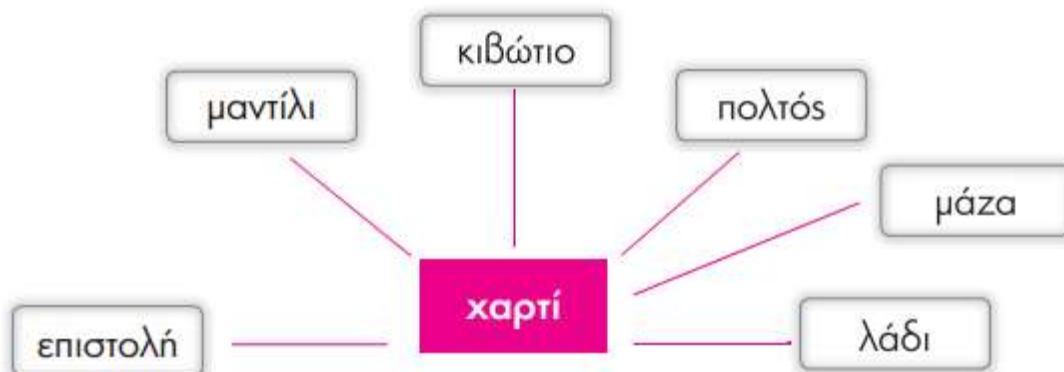 κιβώτιο
μαντίλι
πολτός
μάζα
χαρτί
επιστολή
λάδι